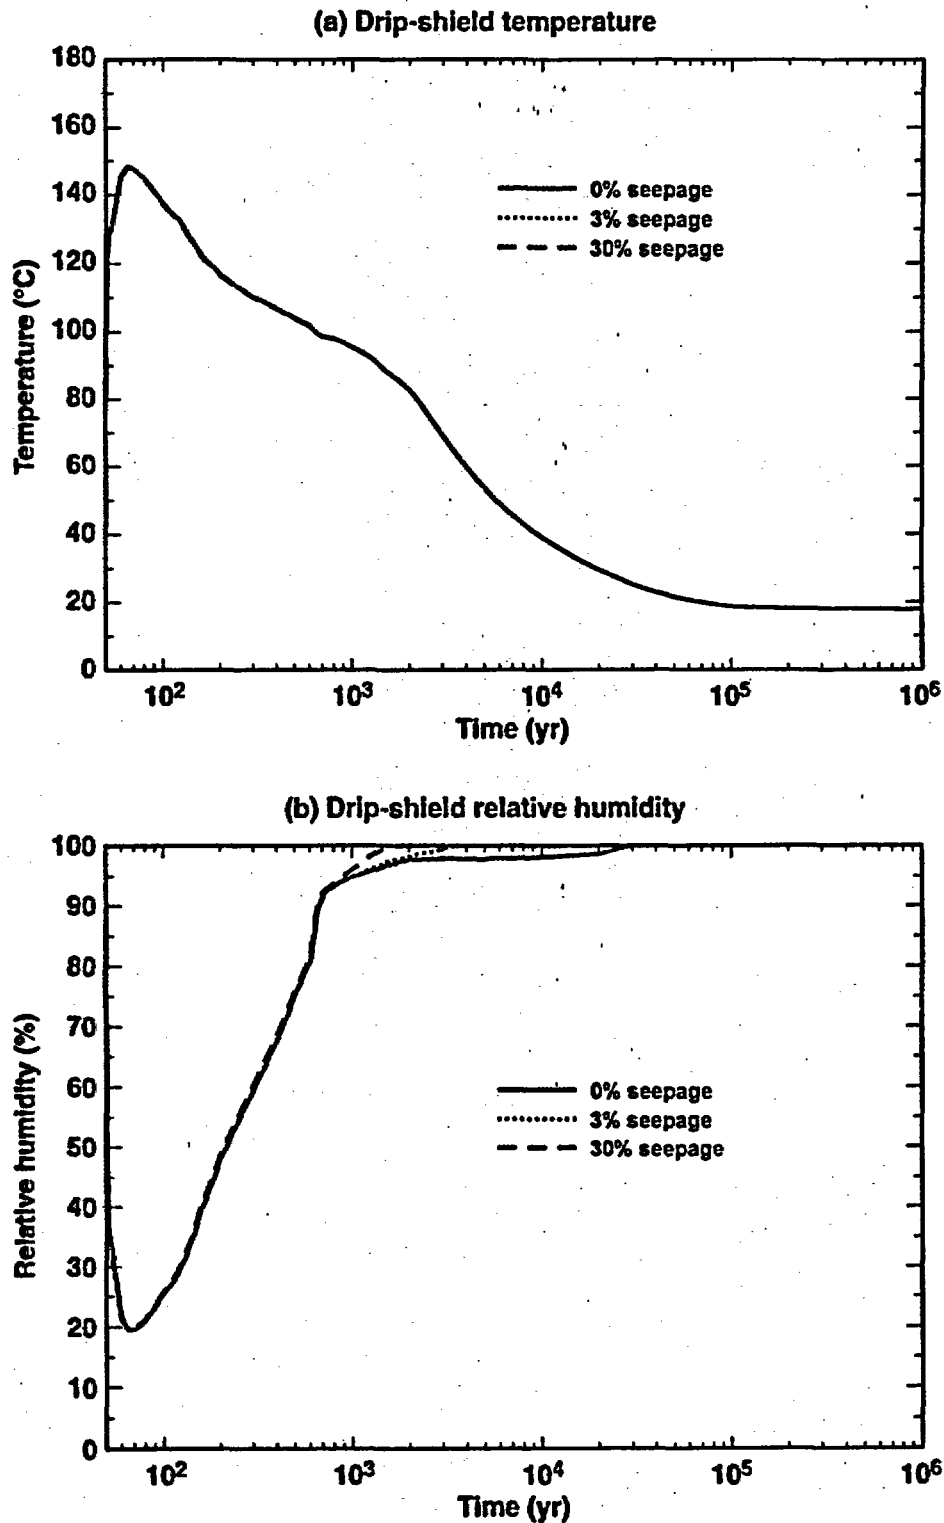 (a) Drip-shield temperature
180
160
140
120
100
80
60
40
20
0
Temperature (°C)
0% seepage
3% seepage
30% seepage
10² 10³ 10⁴ 10⁵ 10⁶
Time (yr)
(b) Drip-shield relative humidity
100
90
80
70
60
50
40
30
20
10
0
Relative humidity (%)
0% seepage
3% seepage
30% seepage
10² 10³ 10⁴ 10⁵ 10⁶
Time (yr)